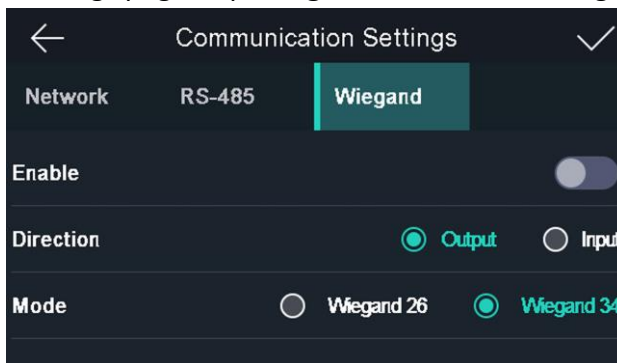 Communication Settings
Network RS-485 Wiegand
Enable
Direction Output Input
Mode Wiegand 26 Wiegand 34